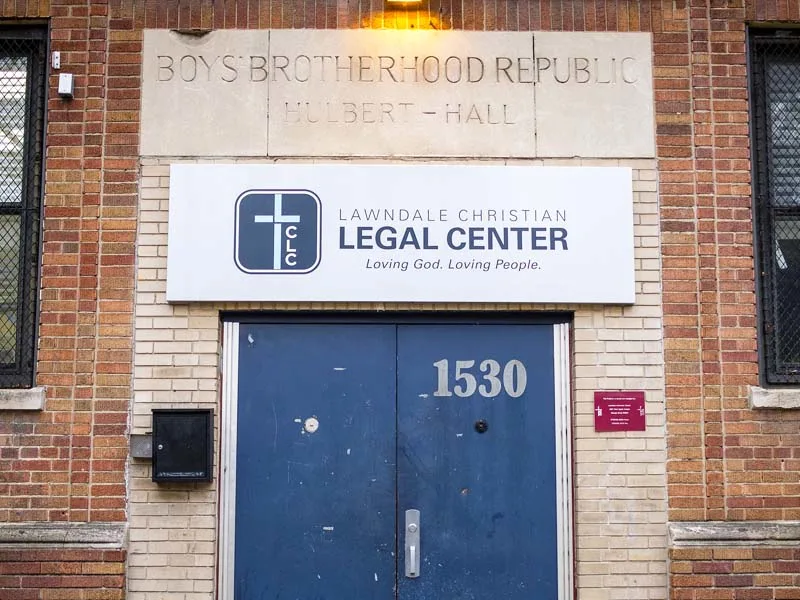 BOYS BROTHERHOOD REPUBLIC
HULBERT - HALL
CLC
LAWNDALE CHRISTIAN
LEGAL CENTER
Loving God. Loving People.
1530